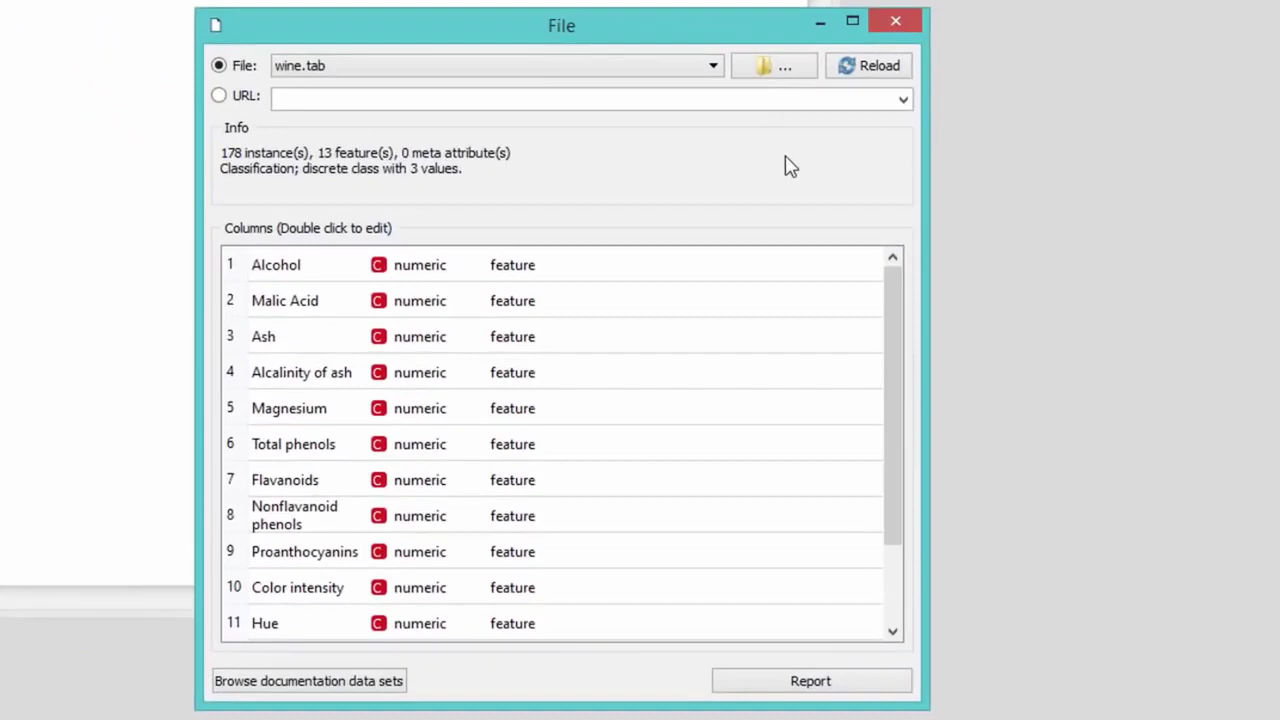 File
File: wine.tab ... Reload
URL:
Info
178 instance(s), 13 feature(s), 0 meta attribute(s)
Classification; discrete class with 3 values.
Columns (Double click to edit)
1 Alcohol C numeric feature
2 Malic Acid C numeric feature
3 Ash C numeric feature
4 Alcalinity of ash C numeric feature
5 Magnesium C numeric feature
6 Total phenols C numeric feature
7 Flavanoids C numeric feature
8 Nonflavanoid
phenols C numeric feature
9 Proanthocyanins C numeric feature
10 Color intensity C numeric feature
11 Hue C numeric feature
Browse documentation data sets Report